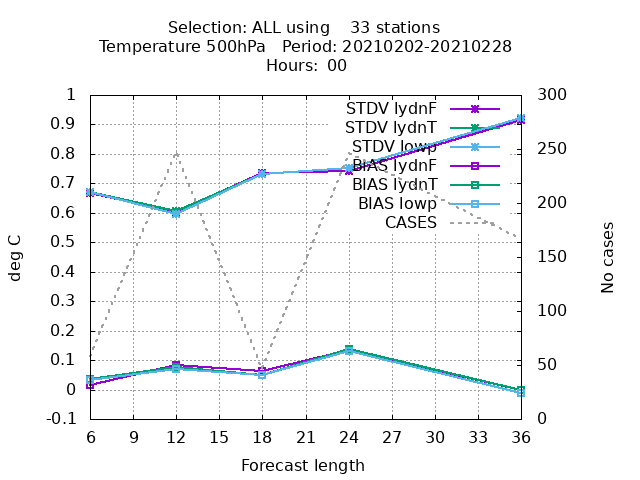 Selection: ALL using 33 stations
Temperature 500hPa Period: 20210202-20210228
Hours: 00
1
0.9
0.8
0.7
0.6
0.5
0.4
0.3
0.2
0.1
0
-0.1
deg C
STDV lydnF
STDV lydnT
STDV lowp
BIAS lydnF
BIAS lydnT
BIAS lowp
CASES
300
250
200
150
100
50
0
No cases
6 9 12 15 18 21 24 27 30 33 36
Forecast length